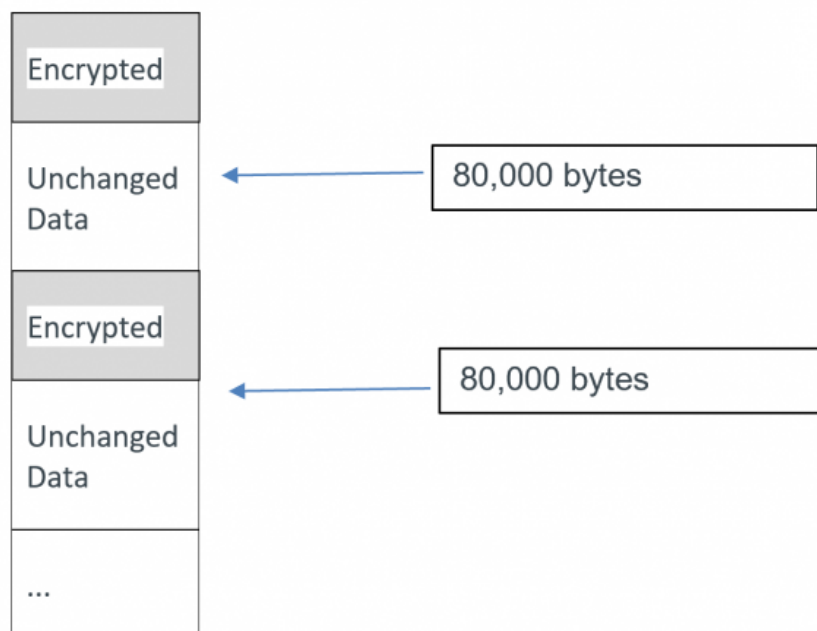 Encrypted
Unchanged
Data
80,000 bytes
Encrypted
80,000 bytes
Unchanged
Data
...